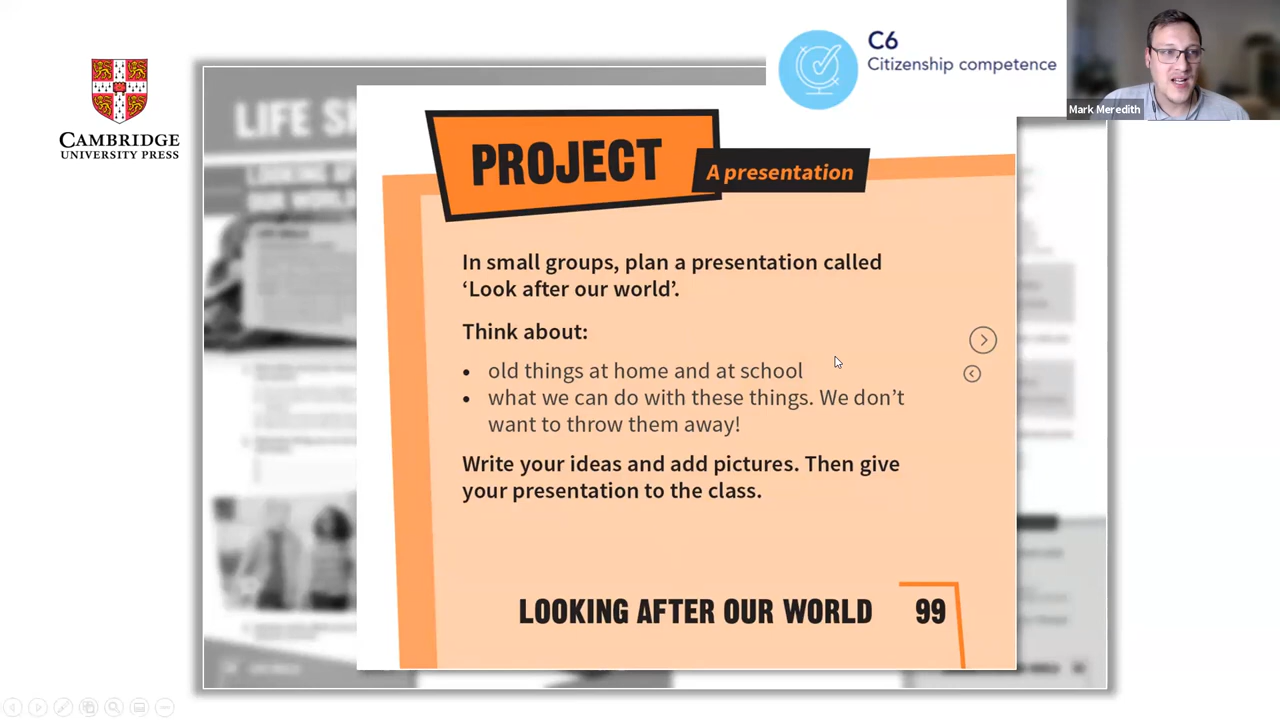 C6
Citizenship competence
Mark Meredith
CAMBRIDGE
UNIVERSITY PRESS
LIFE
PROJECT
A presentation
In small groups, plan a presentation called
‘Look after our world’.
Think about:
• old things at home and at school
• what we can do with these things. We don’t
want to throw them away!
Write your ideas and add pictures. Then give
your presentation to the class.
LOOKING AFTER OUR WORLD 99